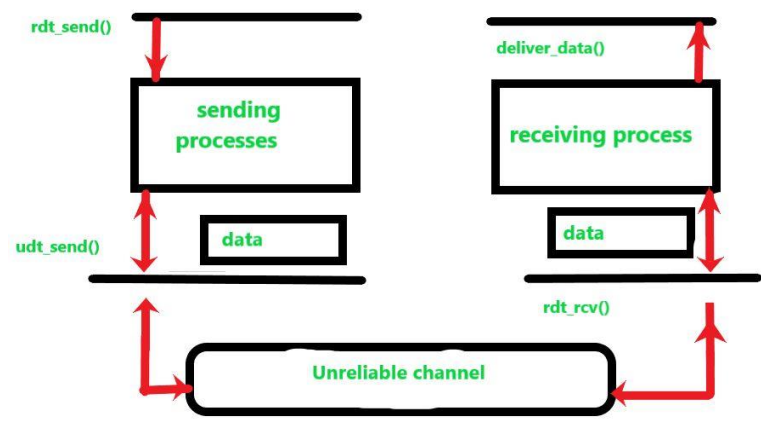 rdt_send()
deliver_data()
sending
processes
receiving process
data
data
udt_send()
rdt_rcv()
Unreliable channel